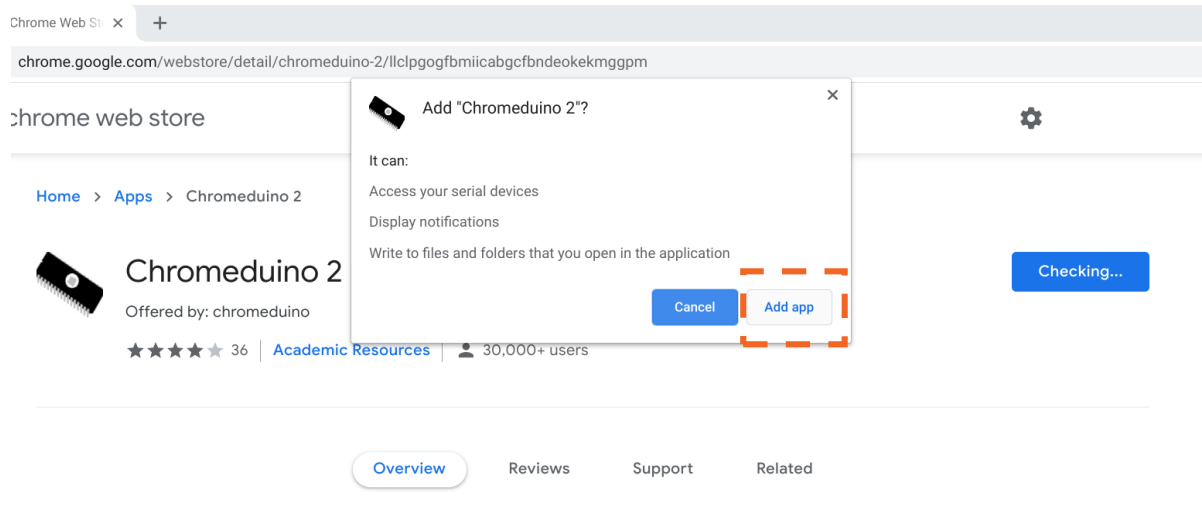 Chrome Web St
chrome.google.com/webstore/detail/chromeduino-2/llclpgogfbmiicabgcfbndeokekmggpm
chrome web store
Add "Chromeduino 2"?
It can:
Access your serial devices
Display notifications
Write to files and folders that you open in the application
Cancel Add app
Home > Apps > Chromeduino 2
Chromeduino 2
Checking...
Offered by: chromeduino
36 Academic Resources 30,000+ users
Overview Reviews Support Related